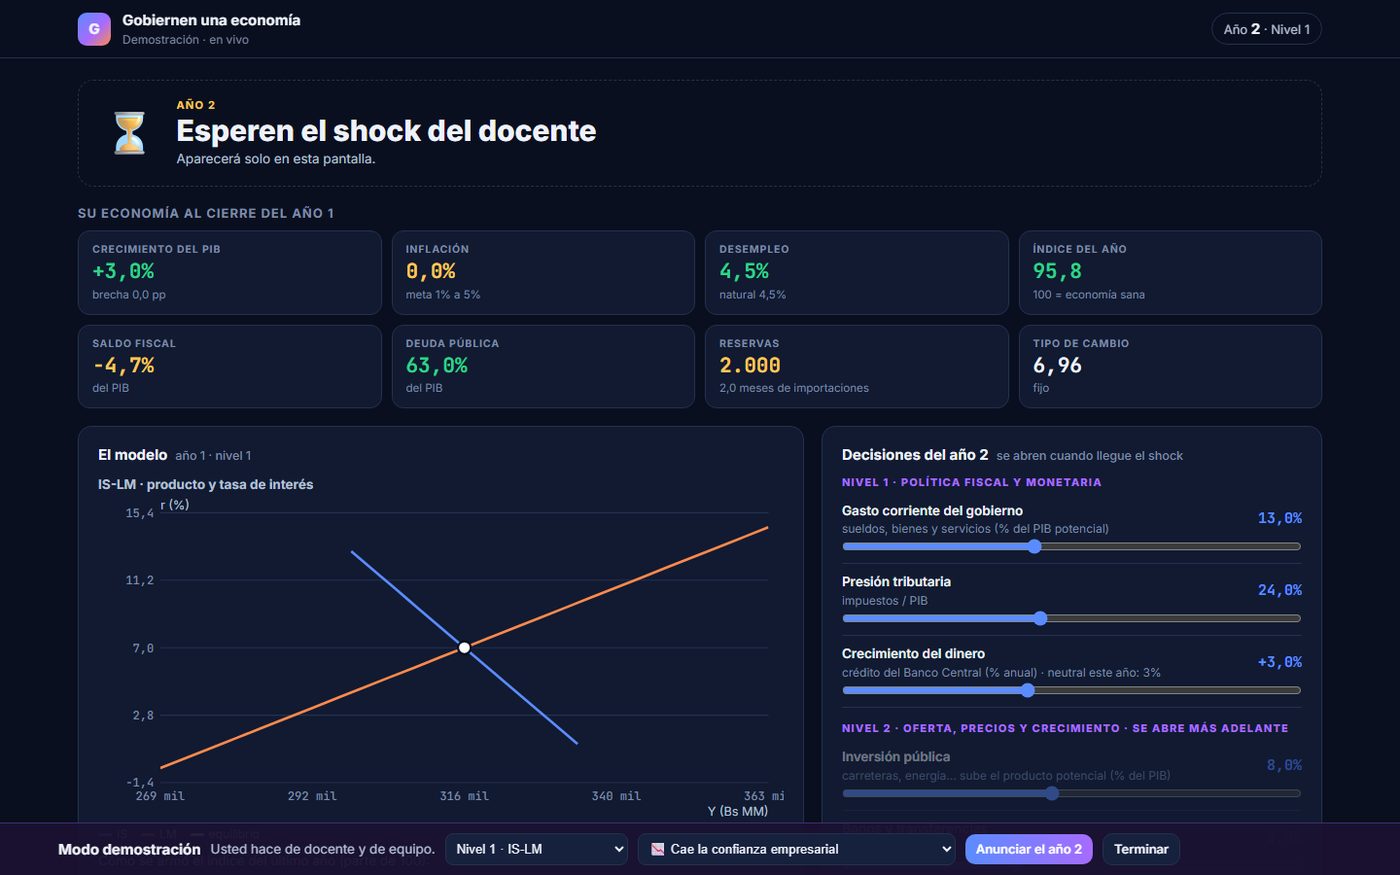 G
Gobiernen una economía
Demostración · en vivo
Año 2 · Nivel 1
AÑO 2
Esperen el shock del docente
Aparecerá solo en esta pantalla.
SU ECONOMÍA AL CIERRE DEL AÑO 1
CRECIMIENTO DEL PIB
+3,0%
brecha 0,0 pp
INFLACIÓN
0,0%
meta 1% a 5%
DESEMPLEO
4,5%
natural 4,5%
ÍNDICE DEL AÑO
95,8
100 = economía sana
SALDO FISCAL
-4,7%
del PIB
DEUDA PÚBLICA
63,0%
del PIB
RESERVAS
2.000
2,0 meses de importaciones
TIPO DE CAMBIO
6,96
fijo
El modelo año 1 · nivel 1
IS-LM · producto y tasa de interés
r (%)
15,4
11,2
7,0
2,8
-1,4
269 mil 292 mil 316 mil 340 mil 363 mi
Y (Bs MM)
IS LM equilibrio
Decisiones del año 2 se abren cuando llegue el shock
NIVEL 1 · POLÍTICA FISCAL Y MONETARIA
Gasto corriente del gobierno
sueldos, bienes y servicios (% del PIB potencial)
13,0%
Presión tributaria
impuestos / PIB
24,0%
Crecimiento del dinero
crédito del Banco Central (% anual) · neutral este año: 3%
+3,0%
NIVEL 2 · OFERTA, PRECIOS Y CRECIMIENTO · SE ABRE MÁS ADELANTE
Inversión pública
carreteras, energía... sube el producto potencial (% del PIB)
8,0%
Modo demostración Usted hace de docente y de equipo. Nivel 1 · IS-LM Cae la confianza empresarial Anunciar el año 2 Terminar